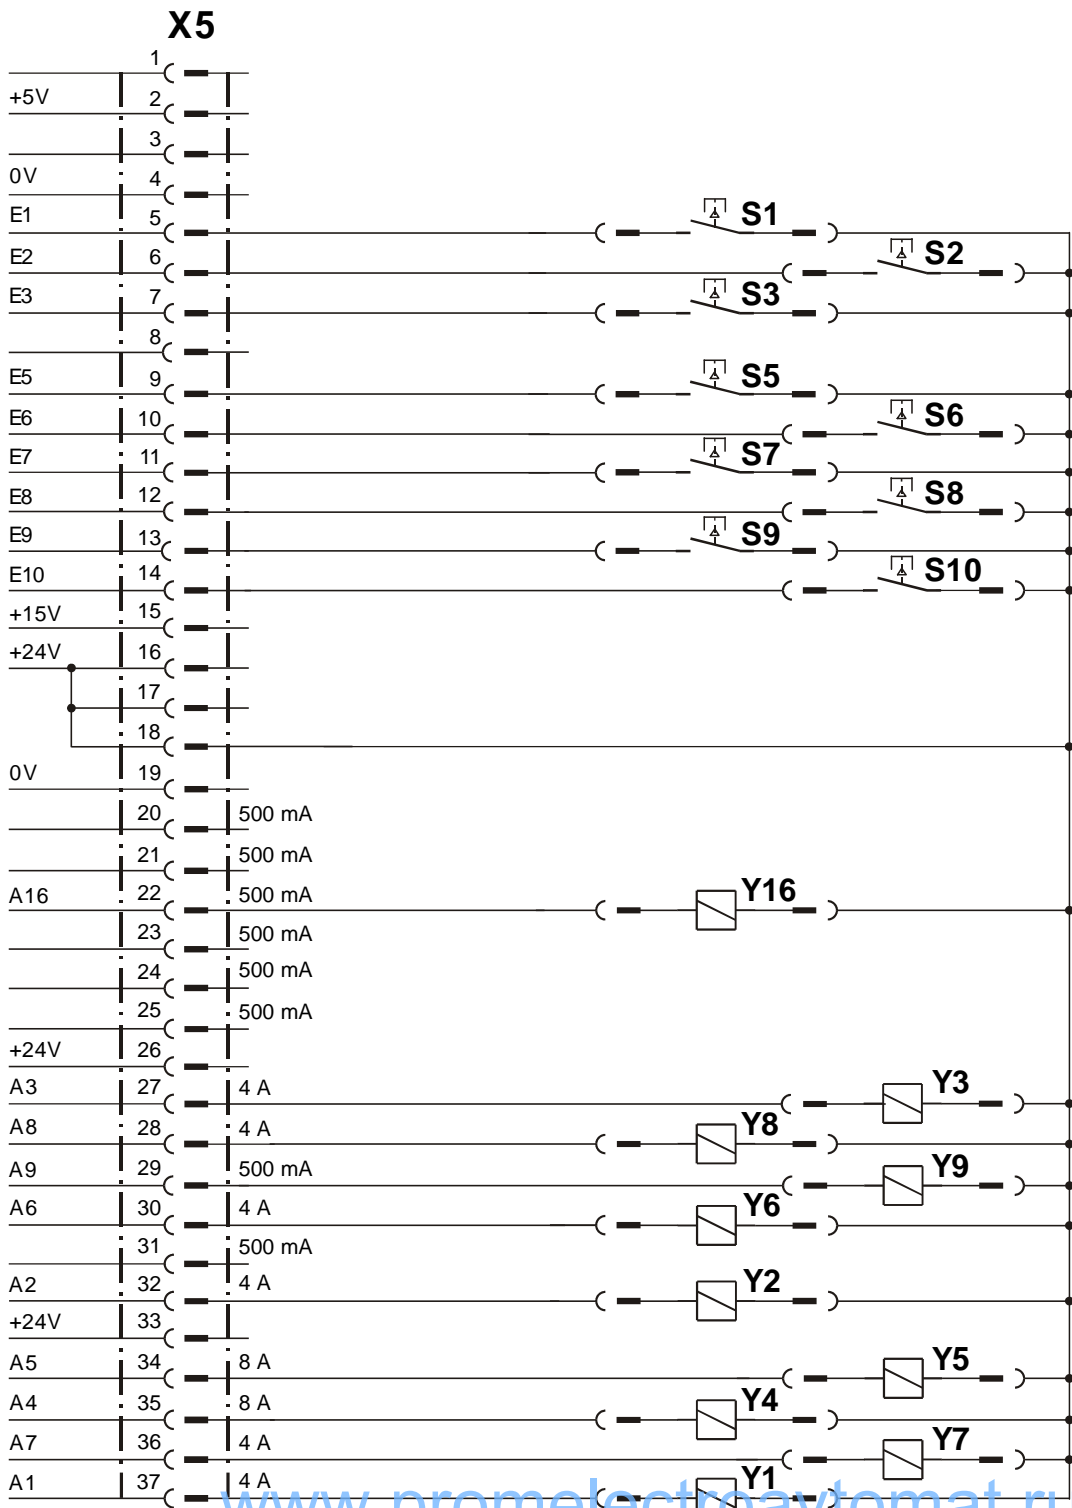 X5
1
+5V 2
3
0V 4
E1 5 S1
E2 6 S2
E3 7 S3
8
E5 9 S5
E6 10 S6
E7 11 S7
E8 12 S8
E9 13 S9
E10 14 S10
+15V 15
+24V 16
17
18
0V 19
20 500 mA
21 500 mA
A16 22 500 mA Y16
23 500 mA
24 500 mA
25 500 mA
+24V 26
A3 27 4 A Y3
A8 28 4 A Y8
A9 29 500 mA Y9
A6 30 4 A Y6
31 500 mA
A2 32 4 A Y2
+24V 33
A5 34 8 A Y5
A4 35 8 A Y4
A7 36 4 A Y7
A1 37 4 A Y1
www.promelectroavtomat.ru